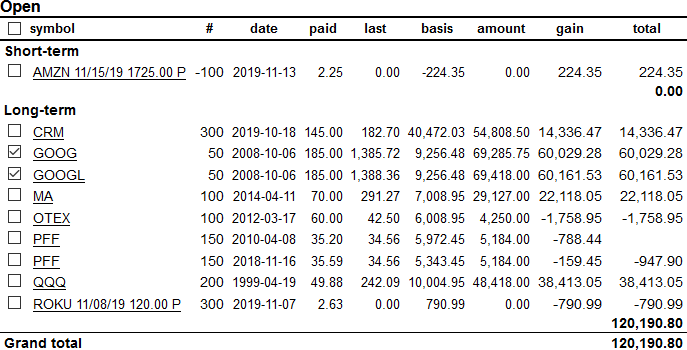 Open
symbol # date paid last basis amount gain total
Short-term
AMZN 11/15/19 1725.00 P -100 2019-11-13 2.25 0.00 -224.35 0.00 224.35 224.35
0.00
Long-term
CRM 300 2019-10-18 145.00 182.70 40,472.03 54,808.50 14,336.47 14,336.47
GOOG 50 2008-10-06 185.00 1,385.72 9,256.48 69,285.75 60,029.28 60,029.28
GOOGL 50 2008-10-06 185.00 1,388.36 9,256.48 69,418.00 60,161.53 60,161.53
MA 100 2014-04-11 70.00 291.27 7,008.95 29,127.00 22,118.05 22,118.05
OTEX 100 2012-03-17 60.00 42.50 6,008.95 4,250.00 -1,758.95 -1,758.95
PFF 150 2010-04-08 35.20 34.56 5,972.45 5,184.00 -788.44
PFF 150 2018-11-16 35.59 34.56 5,343.45 5,184.00 -159.45 -947.90
QQQ 200 1999-04-19 49.88 242.09 10,004.95 48,418.00 38,413.05 38,413.05
ROKU 11/08/19 120.00 P 300 2019-11-07 2.63 0.00 790.99 0.00 -790.99 -790.99
120,190.80
Grand total 120,190.80